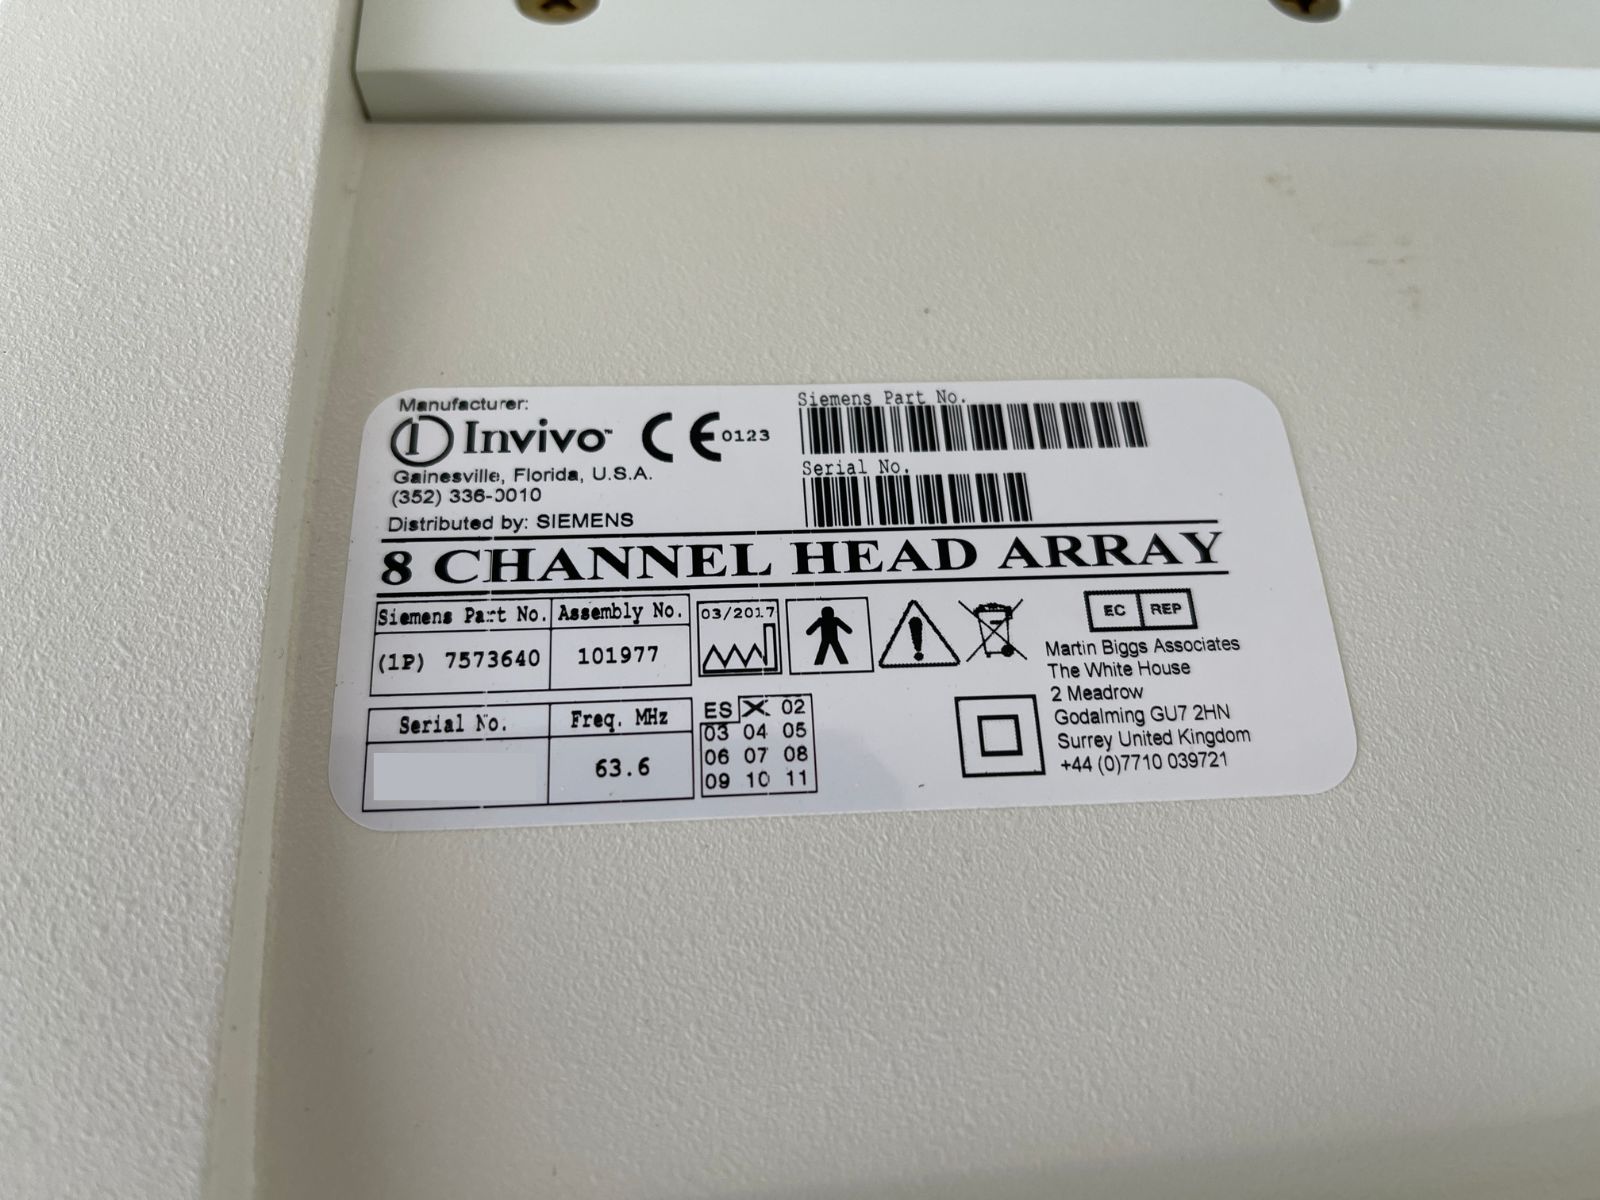 Manufacturer:
Invivo™ CE 0123
Gainesville, Florida, U.S.A.
(352) 336-0010
Distributed by: SIEMENS
Siemens Part No.
Serial No.
8 CHANNEL HEAD ARRAY
Siemens Part No. Assembly No.
(1P) 7573640 101977
03/2017
Serial No. Freq. MHz
63.6
ES 02
03 04 05
06 07 08
09 10 11
EC REP
Martin Biggs Associates
The White House
2 Meadrow
Godalming GU7 2HN
Surrey United Kingdom
+44 (0)7710 039721